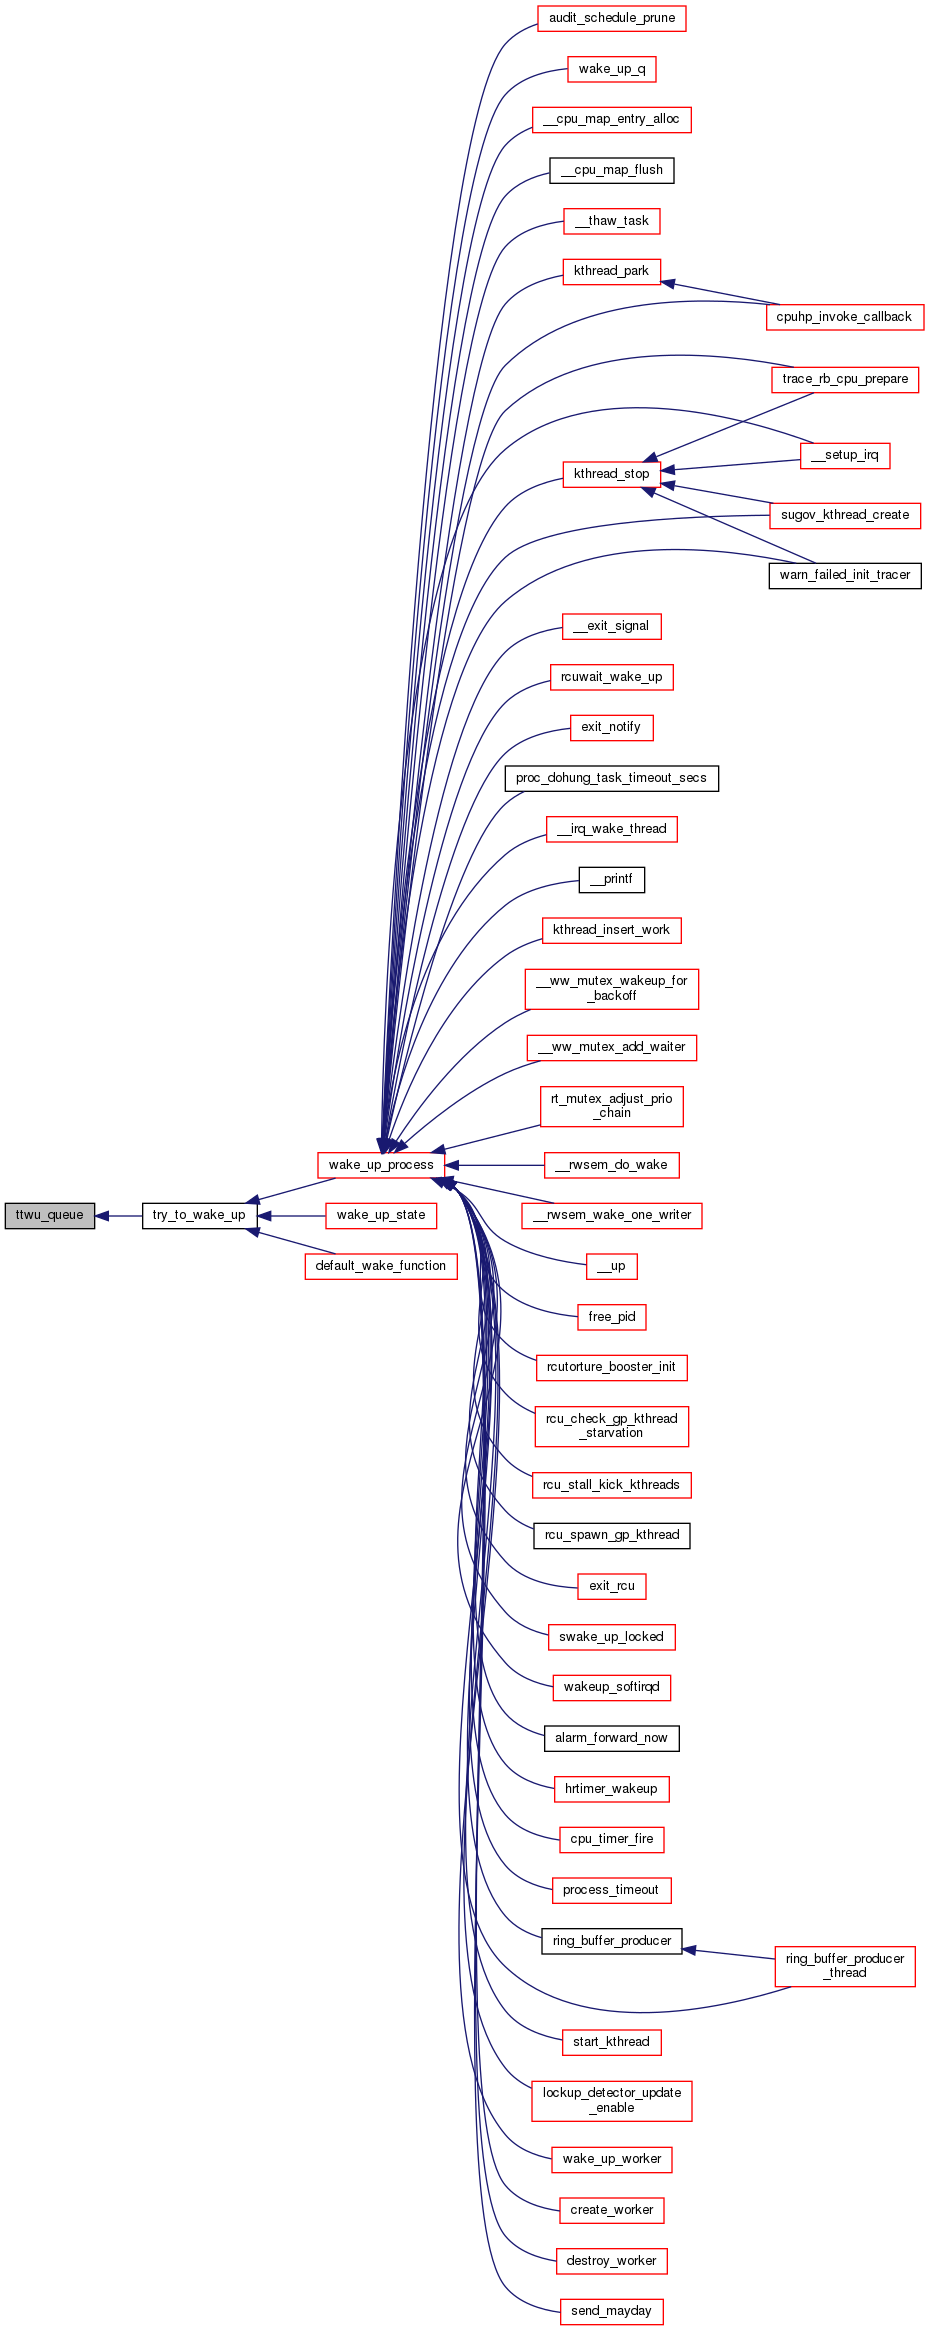 audit_schedule_prune
wake_up_q
__cpu_map_entry_alloc
__cpu_map_flush
__thaw_task
kthread_park
cpuhp_invoke_callback
trace_rb_cpu_prepare
__setup_irq
kthread_stop
sugov_kthread_create
warn_failed_init_tracer
__exit_signal
rcuwait_wake_up
exit_notify
proc_dohung_task_timeout_secs
__irq_wake_thread
__printf
kthread_insert_work
__ww_mutex_wakeup_for
_backoff
__ww_mutex_add_waiter
rt_mutex_adjust_prio
_chain
wake_up_process
__rwsem_do_wake
ttwu_queue
try_to_wake_up
wake_up_state
__rwsem_wake_one_writer
default_wake_function
__up
free_pid
rcutorture_booster_init
rcu_check_gp_kthread
_starvation
rcu_stall_kick_kthreads
rcu_spawn_gp_kthread
exit_rcu
swake_up_locked
wakeup_softirqd
alarm_forward_now
hrtimer_wakeup
cpu_timer_fire
process_timeout
ring_buffer_producer
ring_buffer_producer
_thread
start_kthread
lockup_detector_update
_enable
wake_up_worker
create_worker
destroy_worker
send_mayday